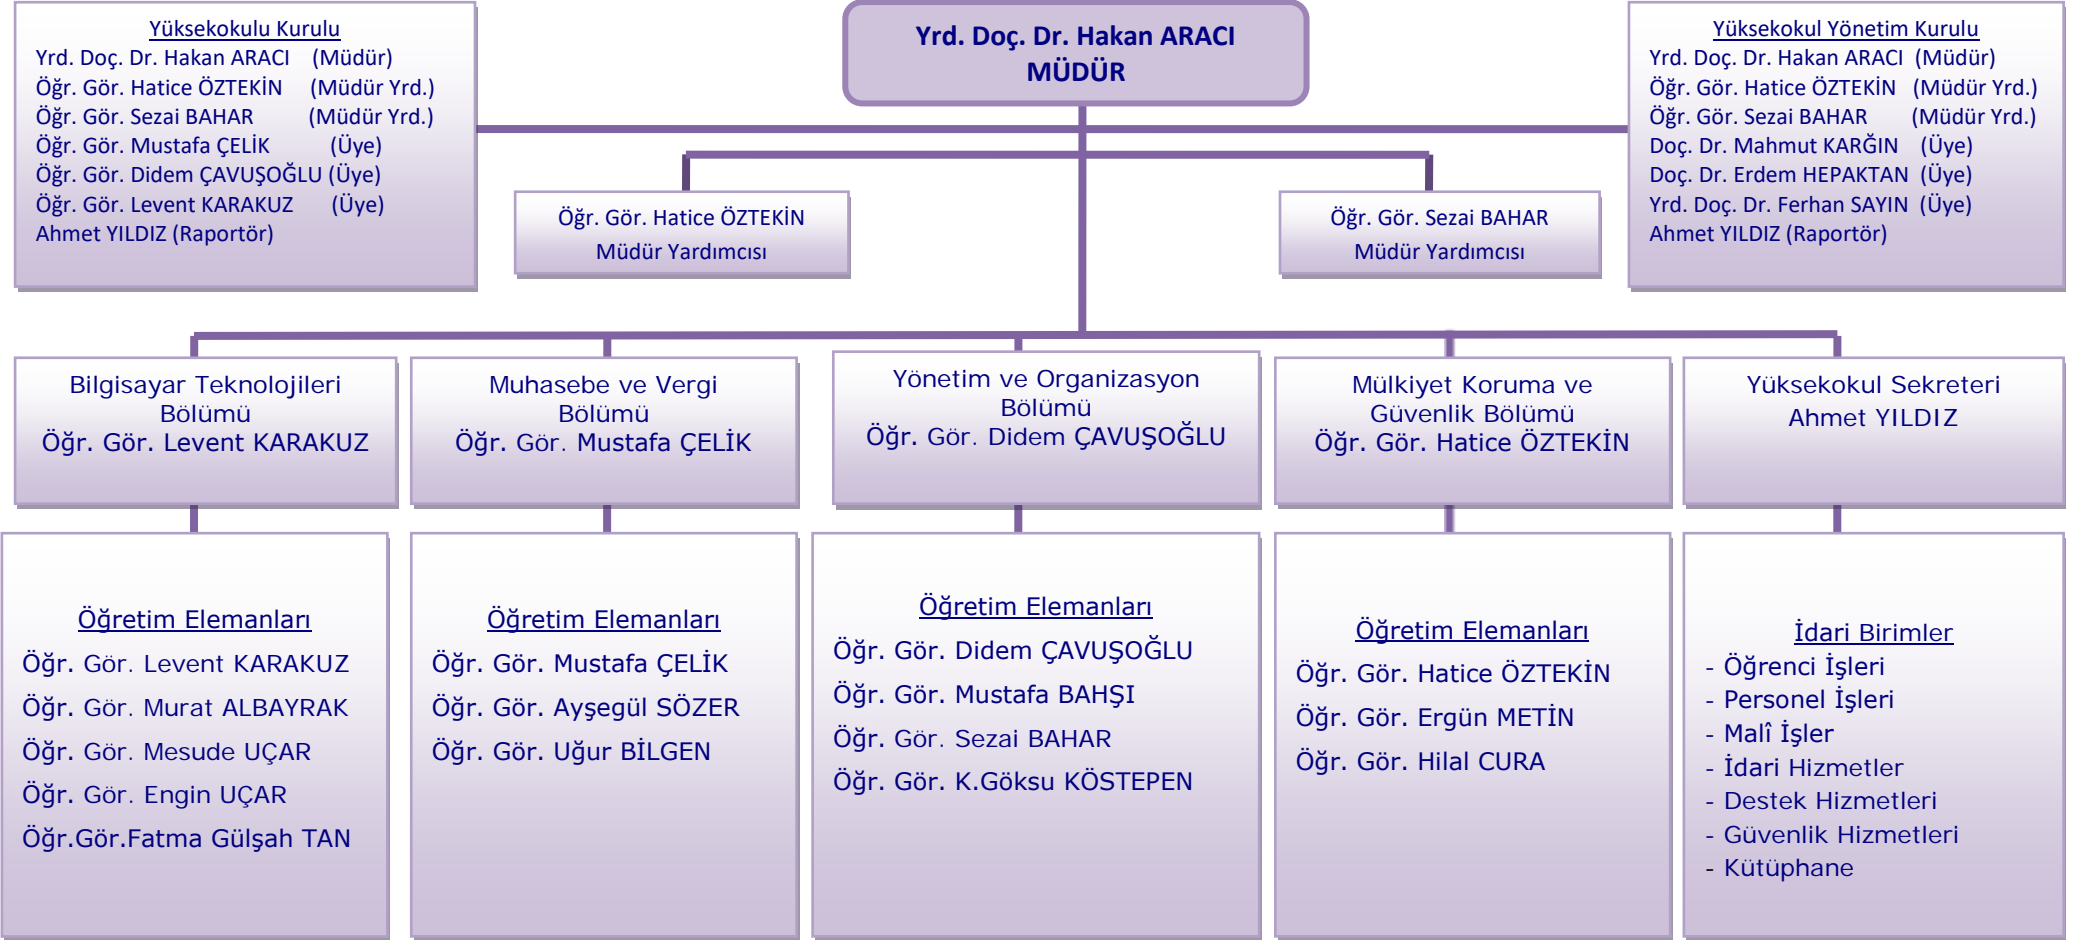 Yüksekokulu Kurulu
Yrd. Doç. Dr. Hakan ARACI (Müdür)
Öğr. Gör. Hatice ÖZTEKİN (Müdür Yrd.)
Öğr. Gör. Sezai BAHAR (Müdür Yrd.)
Öğr. Gör. Mustafa ÇELİK (Üye)
Öğr. Gör. Didem ÇAVUŞOĞLU (Üye)
Öğr. Gör. Levent KARAKUZ (Üye)
Ahmet YILDIZ (Raportör)
Yrd. Doç. Dr. Hakan ARACI
MÜDÜR
Yüksekokul Yönetim Kurulu
Yrd. Doç. Dr. Hakan ARACI (Müdür)
Öğr. Gör. Hatice ÖZTEKİN (Müdür Yrd.)
Öğr. Gör. Sezai BAHAR (Müdür Yrd.)
Doç. Dr. Mahmut KARĞIN (Üye)
Doç. Dr. Erdem HEPAKTAN (Üye)
Yrd. Doç. Dr. Ferhan SAYIN (Üye)
Ahmet YILDIZ (Raportör)
Öğr. Gör. Hatice ÖZTEKİN
Müdür Yardımcısı
Öğr. Gör. Sezai BAHAR
Müdür Yardımcısı
Bilgisayar Teknolojileri
Bölümü
Öğr. Gör. Levent KARAKUZ
Muhasebe ve Vergi
Bölümü
Öğr. Gör. Mustafa ÇELİK
Yönetim ve Organizasyon
Bölümü
Öğr. Gör. Didem ÇAVUŞOĞLU
Mülkiyet Koruma ve
Güvenlik Bölümü
Öğr. Gör. Hatice ÖZTEKİN
Yüksekokul Sekreteri
Ahmet YILDIZ
Öğretim Elemanları
Öğr. Gör. Levent KARAKUZ
Öğr. Gör. Murat ALBAYRAK
Öğr. Gör. Mesude UÇAR
Öğr. Gör. Engin UÇAR
Öğr.Gör.Fatma Gülşah TAN
Öğretim Elemanları
Öğr. Gör. Mustafa ÇELİK
Öğr. Gör. Ayşegül SÖZER
Öğr. Gör. Uğur BİLGEN
Öğretim Elemanları
Öğr. Gör. Didem ÇAVUŞOĞLU
Öğr. Gör. Mustafa BAHŞI
Öğr. Gör. Sezai BAHAR
Öğr. Gör. K.Göksu KÖSTEPEN
Öğretim Elemanları
Öğr. Gör. Hatice ÖZTEKİN
Öğr. Gör. Ergün METİN
Öğr. Gör. Hilal CURA
İdari Birimler
- Öğrenci İşleri
- Personel İşleri
- Malî İşler
- İdari Hizmetler
- Destek Hizmetleri
- Güvenlik Hizmetleri
- Kütüphane